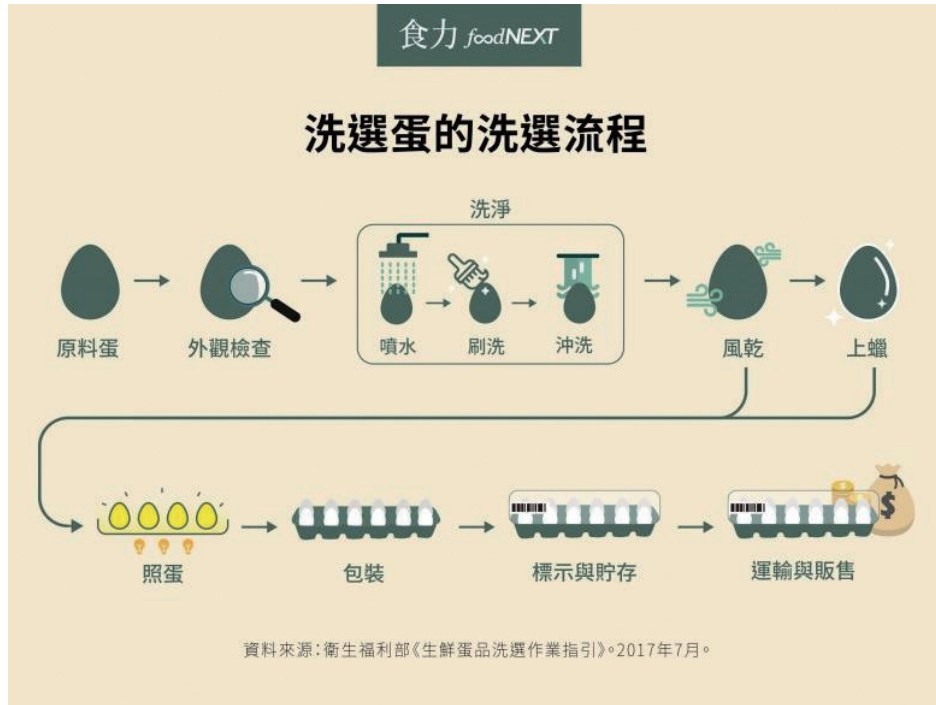 食力 foodNEXT
洗選蛋的洗選流程
洗淨
原料蛋
外觀檢查
噴水
刷洗
沖洗
風乾
上蠟
照蛋
包裝
標示與貯存
$
運輸與販售
資料來源：衛生福利部《生鮮蛋品洗選作業指引》。2017年7月。